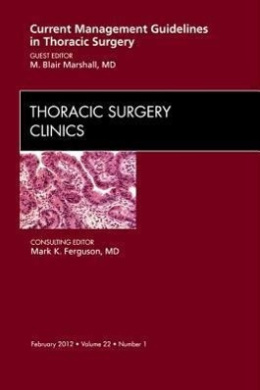 Current Management Guidelines
in Thoracic Surgery
GUEST EDITOR
M. Blair Marshall, MD
THORACIC SURGERY
CLINICS
CONSULTING EDITOR
Mark K. Ferguson, MD
February 2012 • Volume 22 • Number 1